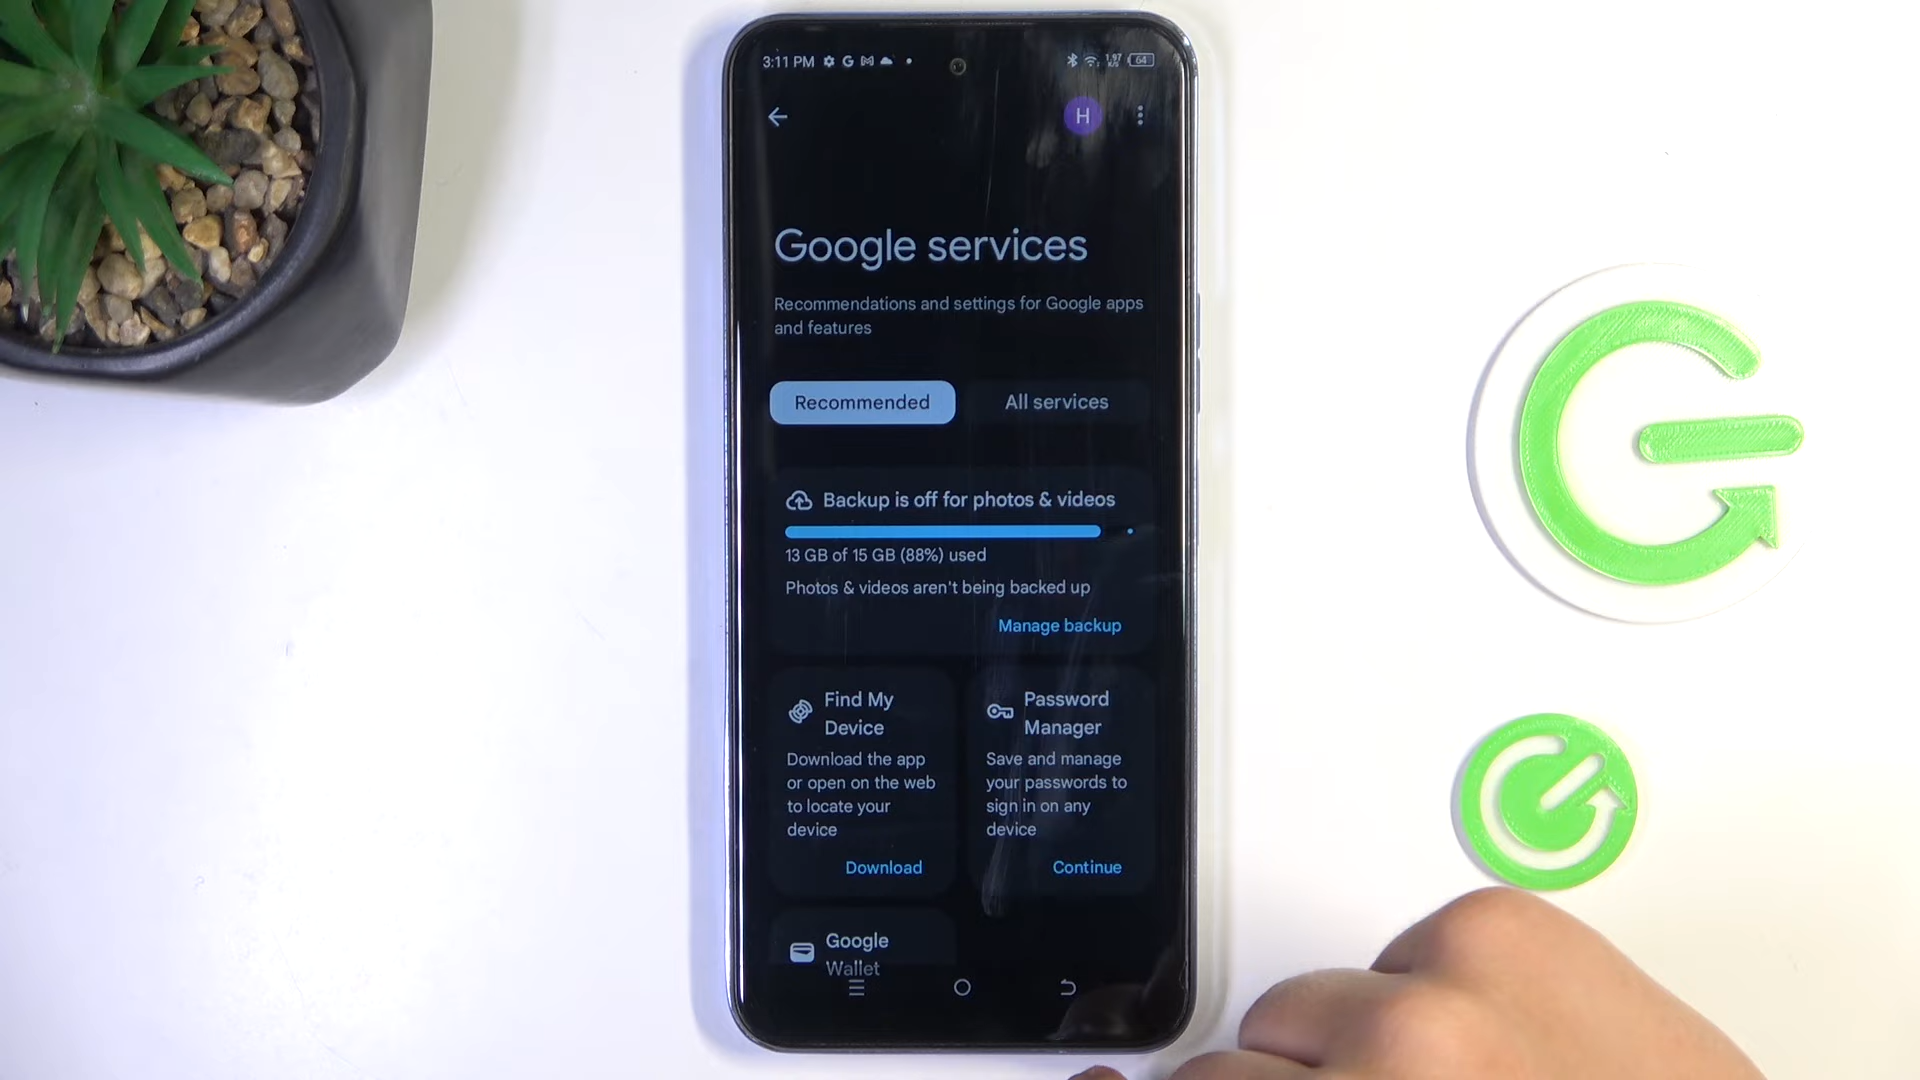 3:11 PM
1.97
K/s
64
H
Google services
Recommendations and settings for Google apps
and features
Recommended
All services
Backup is off for photos & videos
13 GB of 15 GB (88%) used
Photos & videos aren't being backed up
Manage backup
Find My
Device
Download the app
or open on the web
to locate your
device
Download
Password
Manager
Save and manage
your passwords to
sign in on any
device
Continue
Google
Wallet